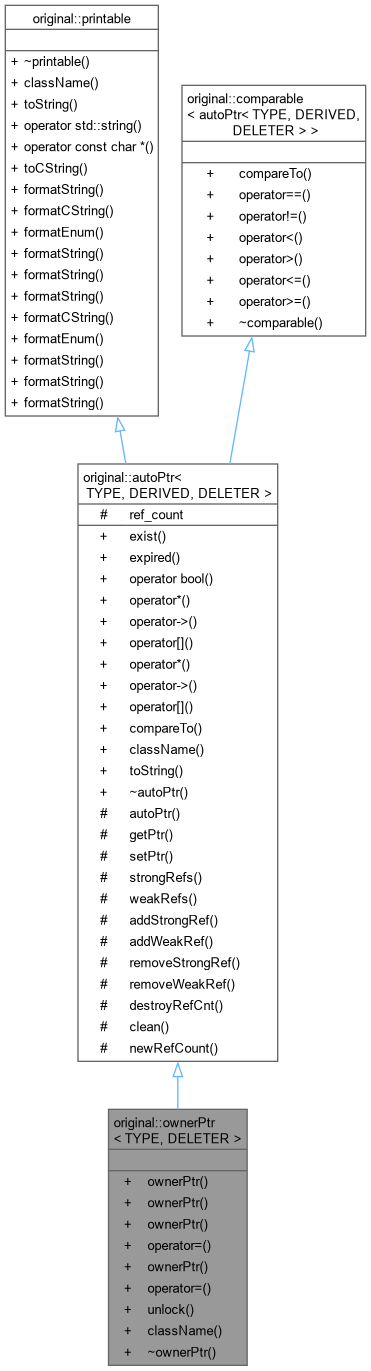 original::printable
+ ~printable()
+ className()
+ toString()
+ operator std::string()
+ operator const char *()
+ toCString()
+ formatString()
+ formatCString()
+ formatEnum()
+ formatString()
+ formatString()
+ formatString()
+ formatCString()
+ formatEnum()
+ formatString()
+ formatString()
+ formatString()
original::comparable
< autoPtr< TYPE, DERIVED,
DELETER > >
+ compareTo()
+ operator==()
+ operator!=()
+ operator<()
+ operator>()
+ operator<=()
+ operator>=()
+ ~comparable()
original::autoPtr<
TYPE, DERIVED, DELETER >
# ref_count
+ exist()
+ expired()
+ operator bool()
+ operator*()
+ operator->()
+ operator[]()
+ operator*()
+ operator->()
+ operator[]()
+ compareTo()
+ className()
+ toString()
+ ~autoPtr()
# autoPtr()
# getPtr()
# setPtr()
# strongRefs()
# weakRefs()
# addStrongRef()
# addWeakRef()
# removeStrongRef()
# removeWeakRef()
# destroyRefCnt()
# clean()
# newRefCount()
original::ownerPtr
< TYPE, DELETER >
+ ownerPtr()
+ ownerPtr()
+ ownerPtr()
+ operator=()
+ ownerPtr()
+ operator=()
+ unlock()
+ className()
+ ~ownerPtr()